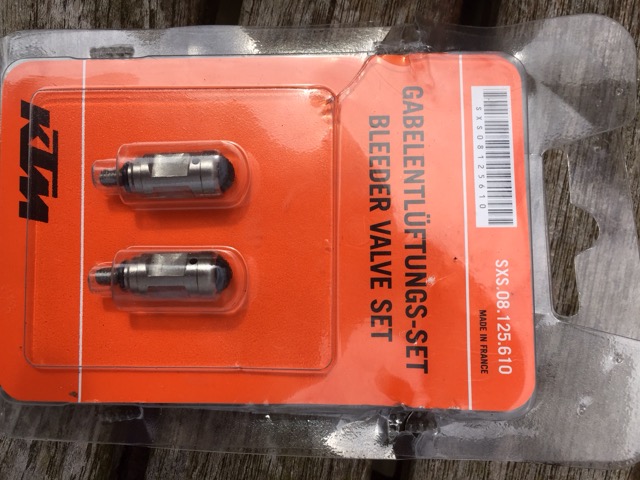 SXS08125610
SXS.08.125.610
MADE IN FRANCE
GABELENTLÜFTUNGS-SET
BLEEDER VALVE SET
KTM